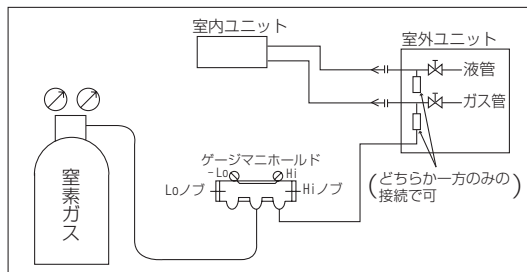 室内ユニット
室外ユニット
液管
ガス管
ゲージマニホールド
-Lo
Hi
Loノブ
Hiノブ
(どちらか一方のみの
接続で可)
窒素ガス